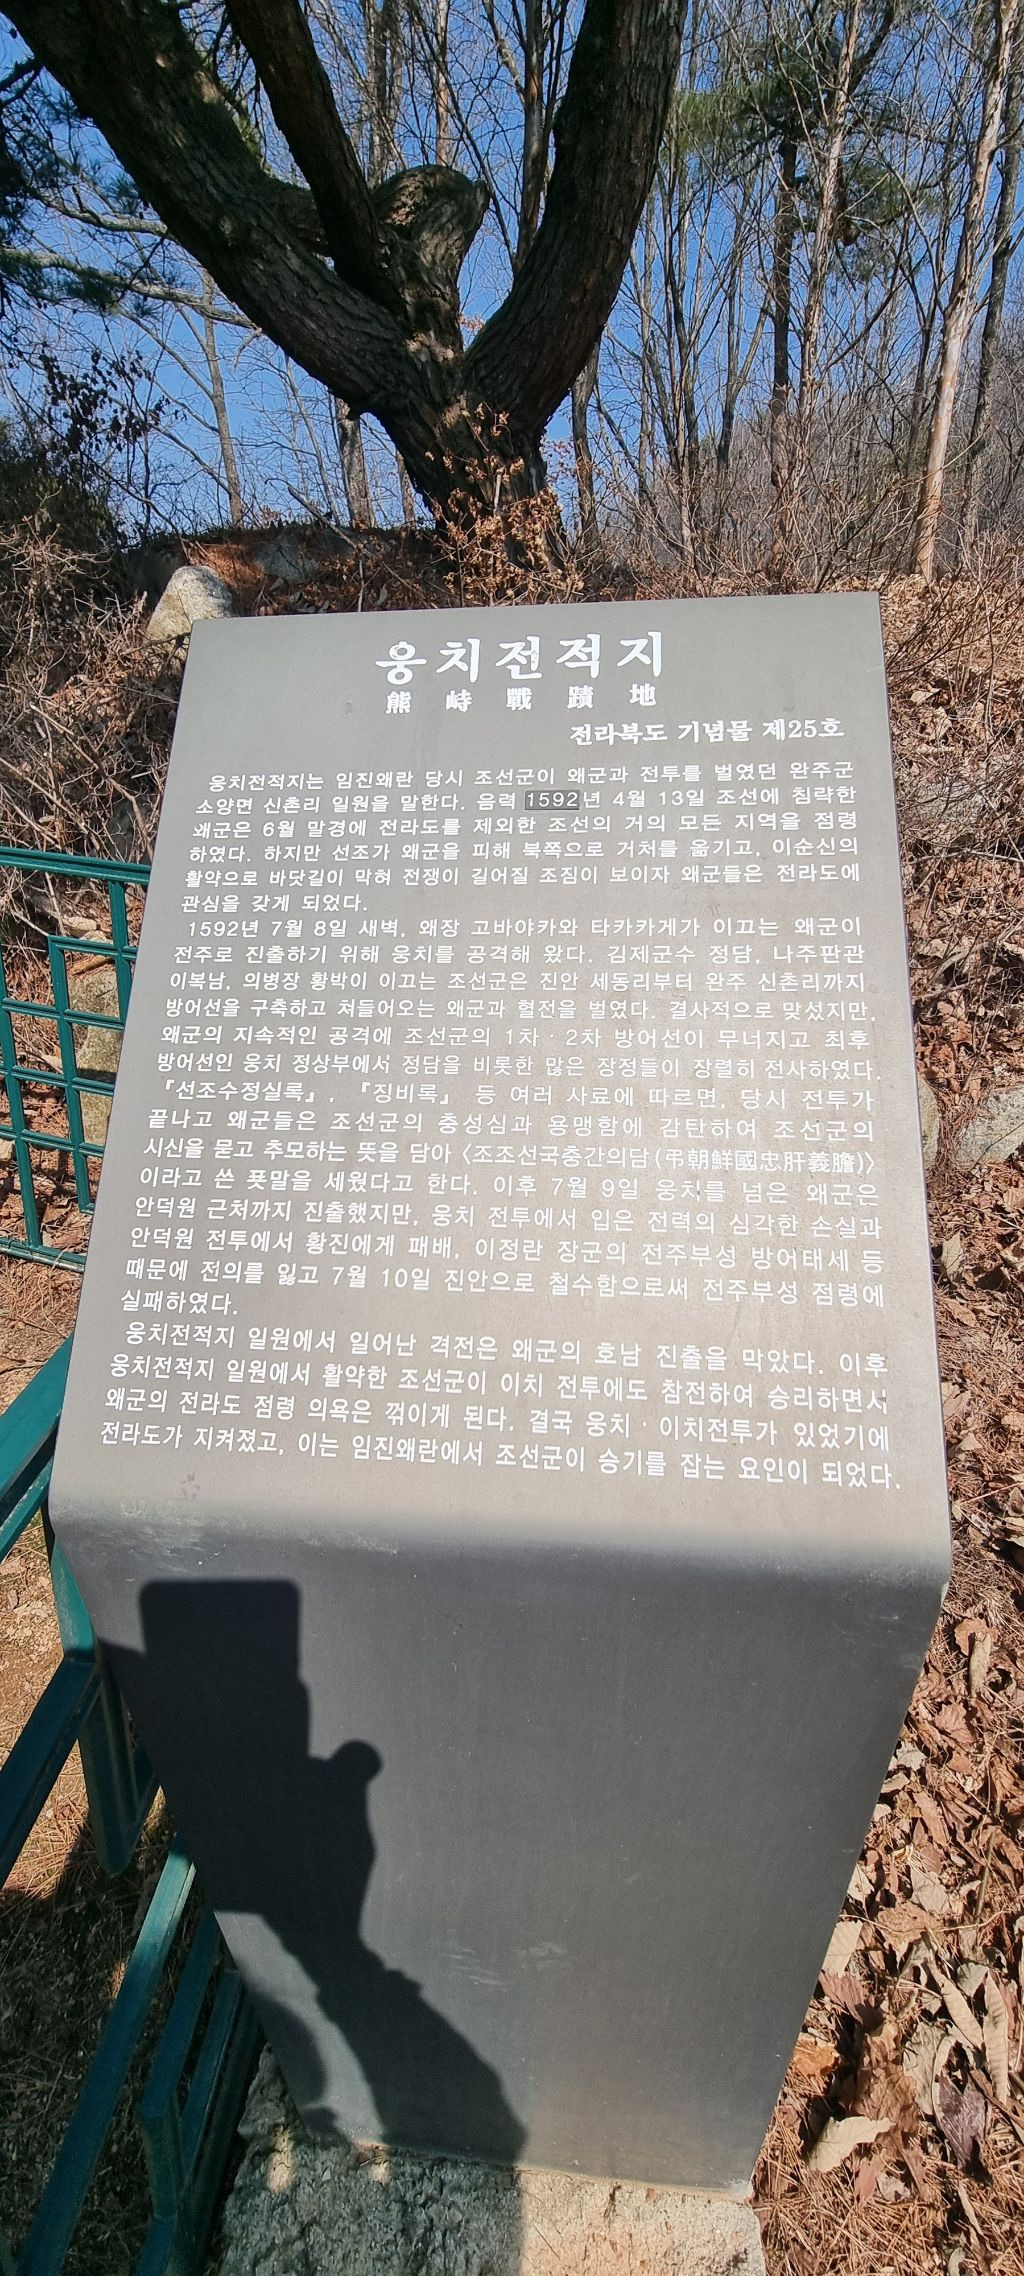 웅치전적지
熊峙戰蹟地
전라북도 기념물 제25호
웅치전적지는 임진왜란 당시 조선군이 왜군과 전투를 벌였던 완주군
소양면 신촌리 일원을 말한다. 음력 1592년 4월 13일 조선에 침략한
왜군은 6월 말경에 전라도를 제외한 조선의 거의 모든 지역을 점령
하였다. 하지만 선조가 왜군을 피해 북쪽으로 거처를 옮기고, 이순신의
활약으로 바닷길이 막혀 전쟁이 길어질 조짐이 보이자 왜군들은 전라도에
관심을 갖게 되었다.
1592년 7월 8일 새벽, 왜장 고바야카와 타카카게가 이끄는 왜군이
전주로 진출하기 위해 웅치를 공격해 왔다. 김제군수 정담, 나주판관
이복남, 의병장 황박이 이끄는 조선군은 진안 세동리부터 완주 신촌리까지
방어선을 구축하고 쳐들어오는 왜군과 혈전을 벌였다. 결사적으로 맞섰지만,
왜군의 지속적인 공격에 조선군의 1차·2차 방어선이 무너지고 최후
방어선인 웅치 정상부에서 정담을 비롯한 많은 장정들이 장렬히 전사하였다.
『선조수정실록』, 『징비록』 등 여러 사료에 따르면, 당시 전투가
끝나고 왜군들은 조선군의 충성심과 용맹함에 감탄하여 조선군의
시신을 묻고 추모하는 뜻을 담아 〈조조선국충간의담(弔朝鮮國忠肝義膽)〉
이라고 쓴 푯말을 세웠다고 한다. 이후 7월 9일 웅치를 넘은 왜군은
안덕원 근처까지 진출했지만, 웅치 전투에서 입은 전력의 심각한 손실과
안덕원 전투에서 황진에게 패배, 이정란 장군의 전주부성 방어태세 등
때문에 전의를 잃고 7월 10일 진안으로 철수함으로써 전주부성 점령에
실패하였다.
웅치전적지 일원에서 일어난 격전은 왜군의 호남 진출을 막았다. 이후
웅치전적지 일원에서 활약한 조선군이 이치 전투에도 참전하여 승리하면서
왜군의 전라도 점령 의욕은 꺾이게 된다. 결국 웅치·이치전투가 있었기에
전라도가 지켜졌고, 이는 임진왜란에서 조선군이 승기를 잡는 요인이 되었다.